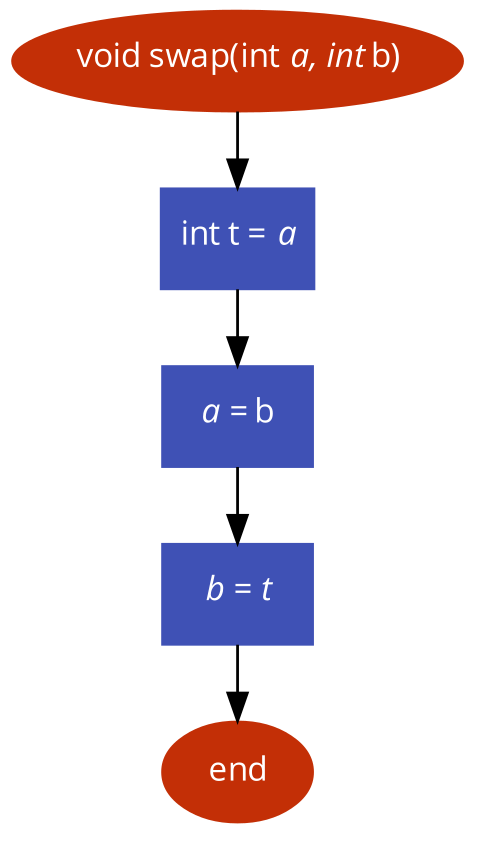 void swap(int a, int b)
int t = a
a = b
b = t
end